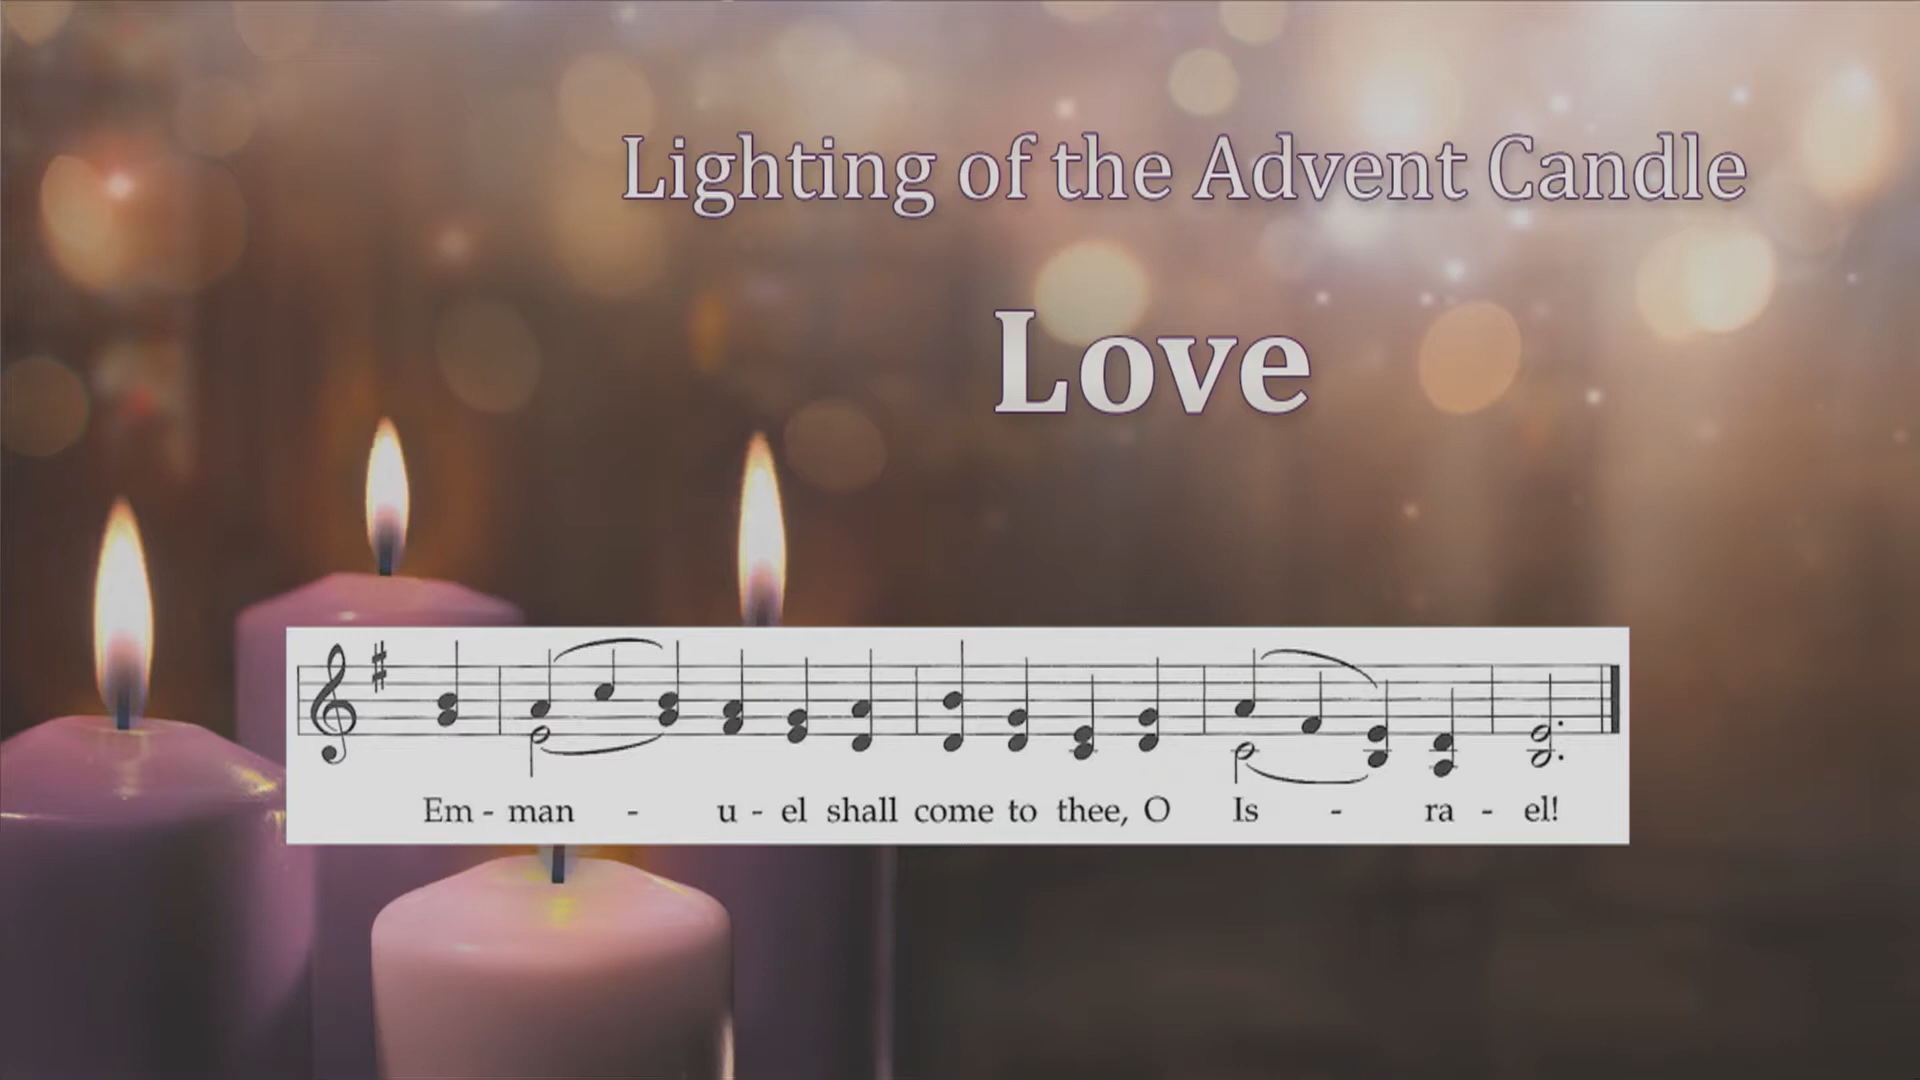 Lighting of the Advent Candle
Love
Em - man - u - el shall come to thee, O Is - ra - el!